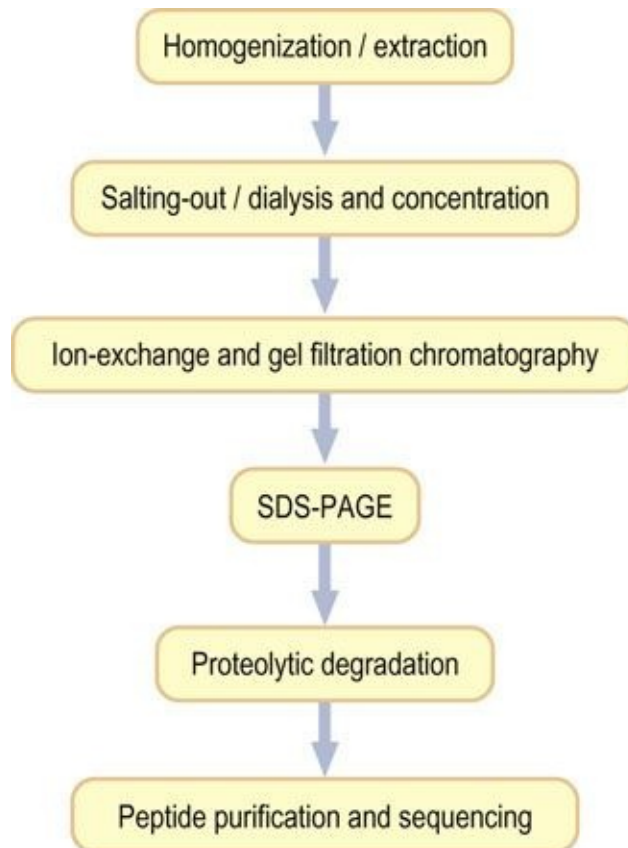 Homogenization / extraction
Salting-out / dialysis and concentration
Ion-exchange and gel filtration chromatography
SDS-PAGE
Proteolytic degradation
Peptide purification and sequencing